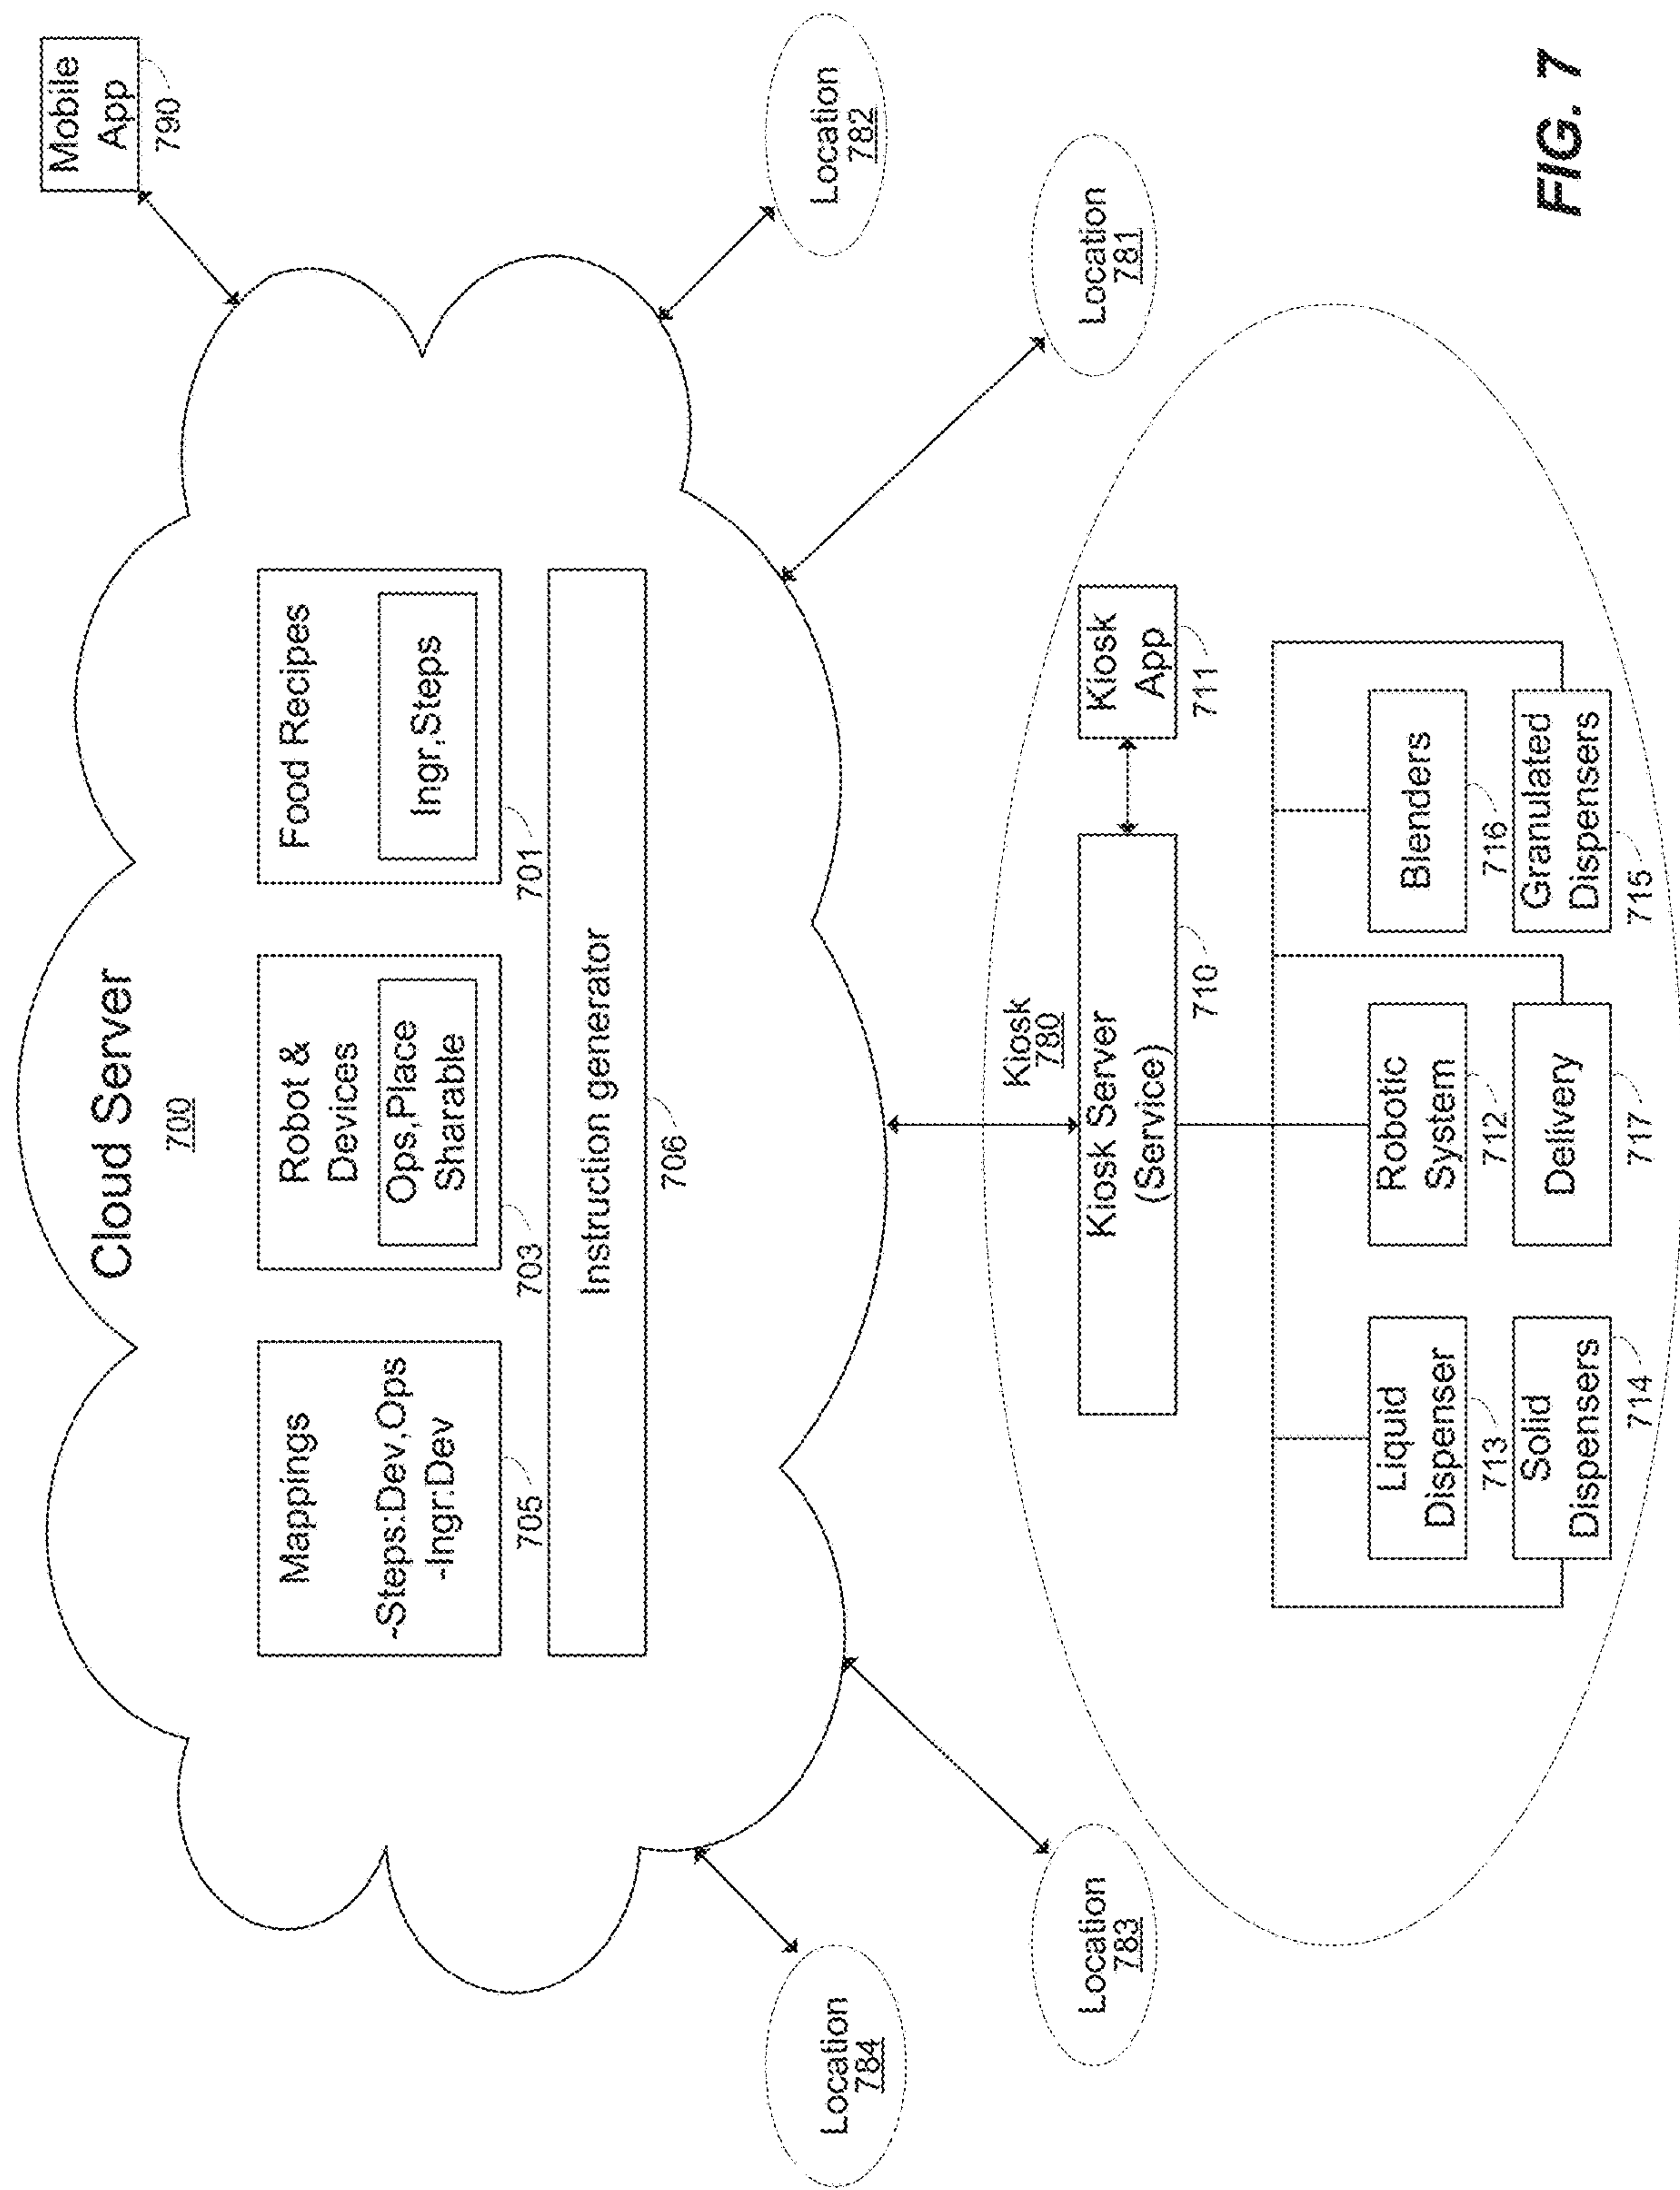 Cloud Server
700
Mobile
App
790
Mappings
-Steps:Dev,Ops
-Ingr:Dev
705
Robot &
Devices
Ops,Place
Sharable
703
Food Recipes
Ingr,Steps
701
Instruction generator
706
Location
784
Location
782
Location
783
Location
781
Kiosk
780
Kiosk Server
(Service)
710
Kiosk
App
711
Liquid
Dispenser
713
Robotic
System
712
Blenders
716
Solid
Dispensers
714
Delivery
717
Granulated
Dispensers
715
FIG. 7